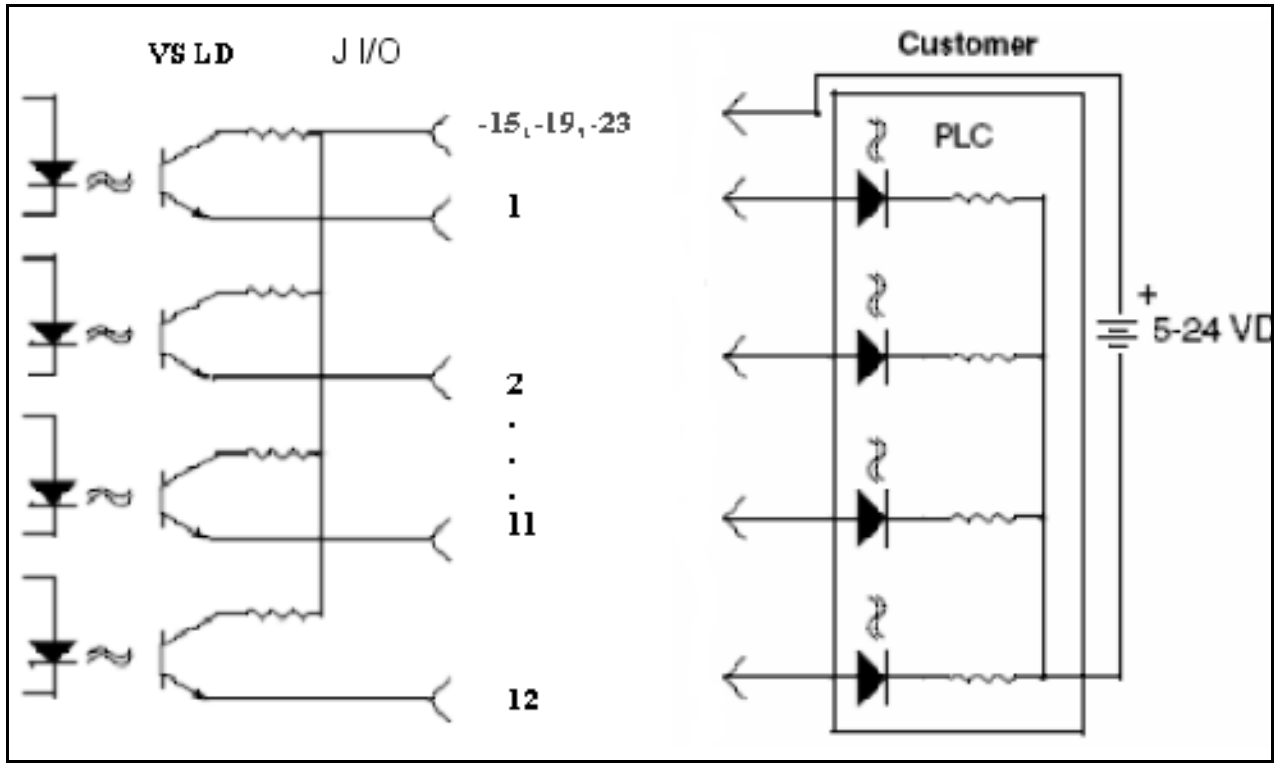 VS LD J I/O Customer
-15, -19, -23
PLC
1
+
5-24 VD
2
.
.
.
11
12